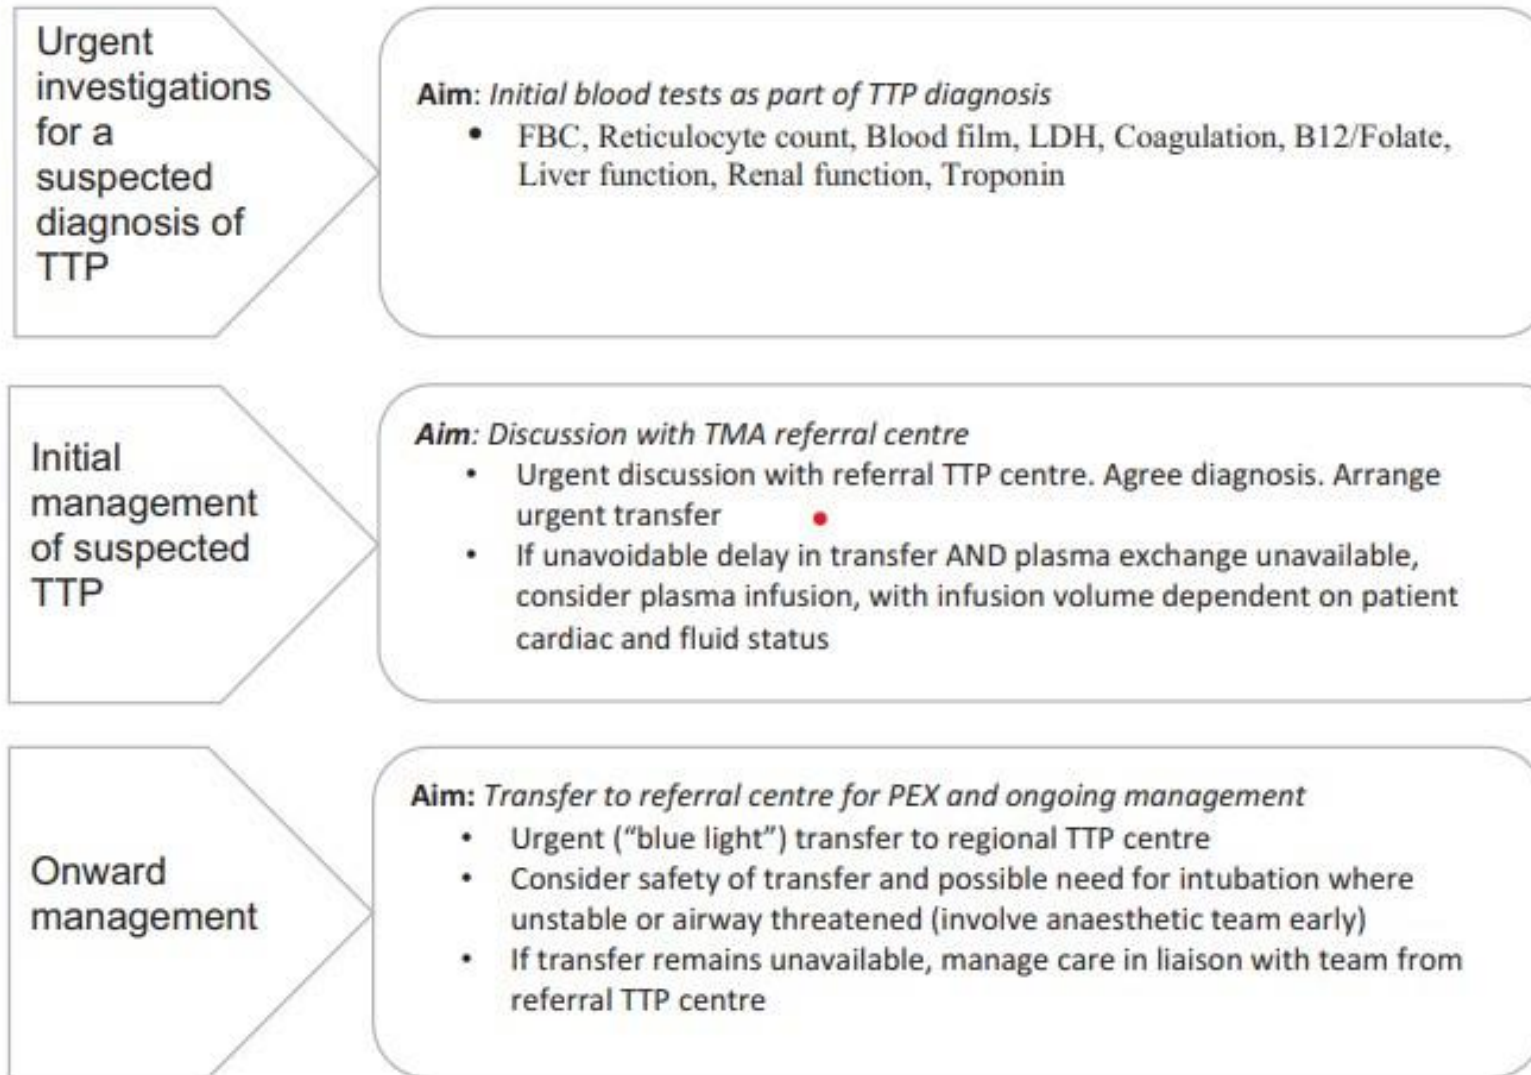 Urgent
investigations
for a
suspected
diagnosis of
TTP
Aim: Initial blood tests as part of TTP diagnosis
• FBC, Reticulocyte count, Blood film, LDH, Coagulation, B12/Folate,
Liver function, Renal function, Troponin
Initial
management
of suspected
TTP
Aim: Discussion with TMA referral centre
• Urgent discussion with referral TTP centre. Agree diagnosis. Arrange
urgent transfer
• If unavoidable delay in transfer AND plasma exchange unavailable,
consider plasma infusion, with infusion volume dependent on patient
cardiac and fluid status
Onward
management
Aim: Transfer to referral centre for PEX and ongoing management
• Urgent (“blue light”) transfer to regional TTP centre
• Consider safety of transfer and possible need for intubation where
unstable or airway threatened (involve anaesthetic team early)
• If transfer remains unavailable, manage care in liaison with team from
referral TTP centre